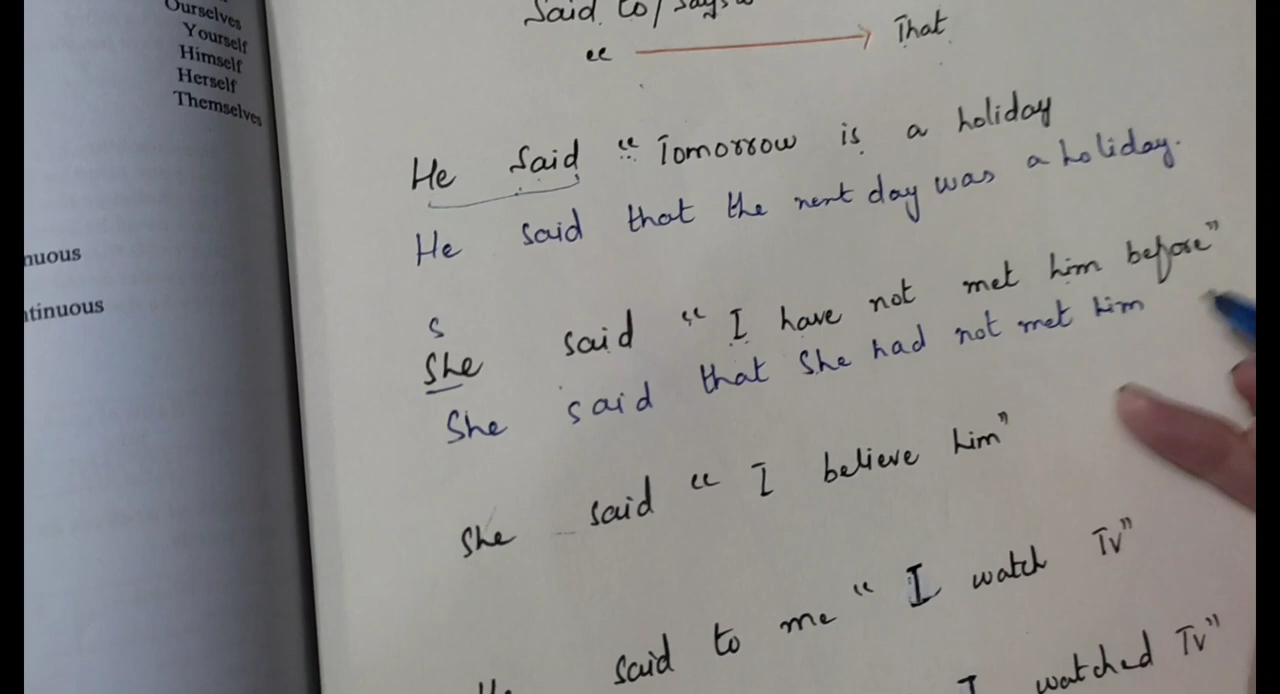 Ourselves
Yourself
Himself
Herself
Themselves
nuous
tinuous
Said to/
" That
He Said " Tomorrow is a holiday
He said that the next day was a holiday.
S
She said " I have not met him before"
She said that She had not met him
She said " I believe him"
said to me " I watch TV"
I watched TV"